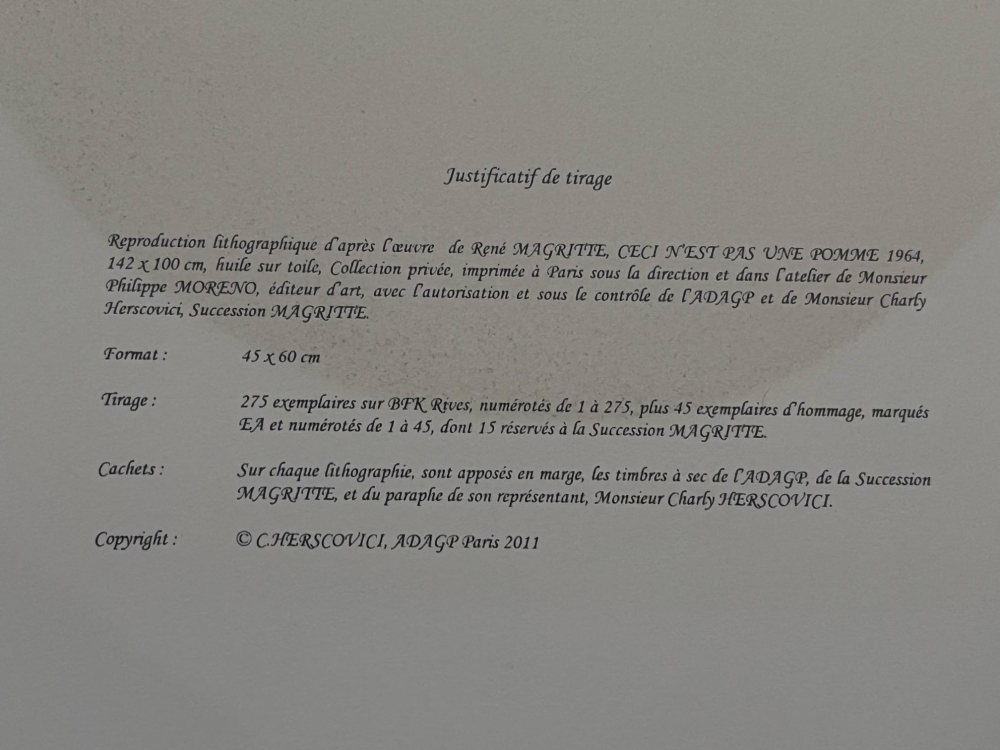 Justificatif de tirage
Reproduction lithographique d'après l'œuvre de René MAGRITTE, CECI N'EST PAS UNE POMME 1964,
142 x 100 cm, huile sur toile, Collection privée, imprimée à Paris sous la direction et dans l'atelier de Monsieur
Philippe MORENO, éditeur d'art, avec l'autorisation et sous le contrôle de l'ADAGP et de Monsieur Charly
Herscovici, Succession MAGRITTE.
Format : 45 x 60 cm
Tirage : 275 exemplaires sur BFK Rives, numérotés de 1 à 275, plus 45 exemplaires d'hommage, marqués
EA et numérotés de 1 à 45, dont 15 réservés à la Succession MAGRITTE.
Cachets : Sur chaque lithographie, sont apposés en marge, les timbres à sec de l'ADAGP, de la Succession
MAGRITTE, et du paraphe de son représentant, Monsieur Charly HERSCOVICI.
Copyright : © C.HERSCOVICI, ADAGP Paris 2011